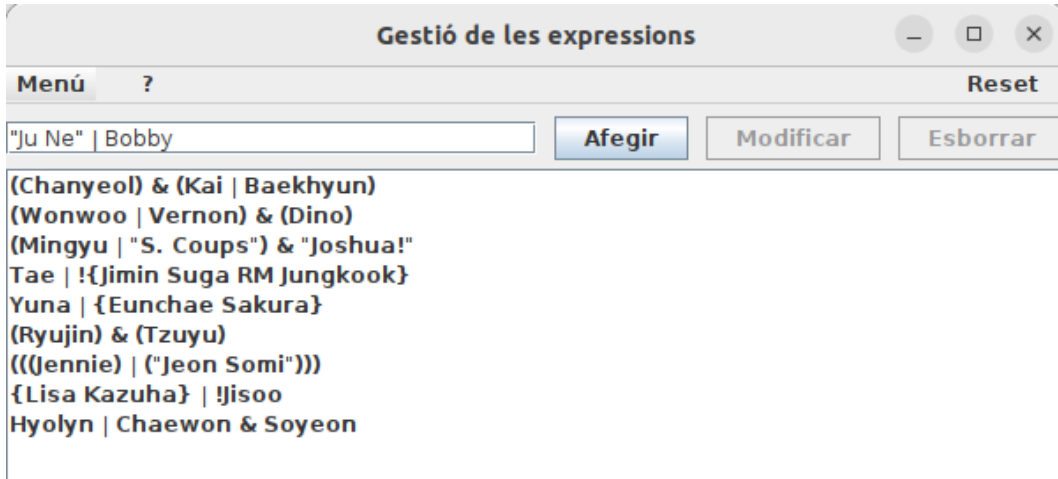 Gestió de les expressions
Menú ? Reset
"Ju Ne" | Bobby Afegir Modificar Esborrar
(Chanyeol) & (Kai | Baekhyun)
(Wonwoo | Vernon) & (Dino)
(Mingyu | "S. Coups") & "Joshua!"
Tae | !{Jimin Suga RM Jungkook}
Yuna | {Eunchae Sakura}
(Ryujin) & (Tzuyu)
(((Jennie) | ("Jeon Somi")))
{Lisa Kazuha} | !Jisoo
Hyolyn | Chaewon & Soyeon